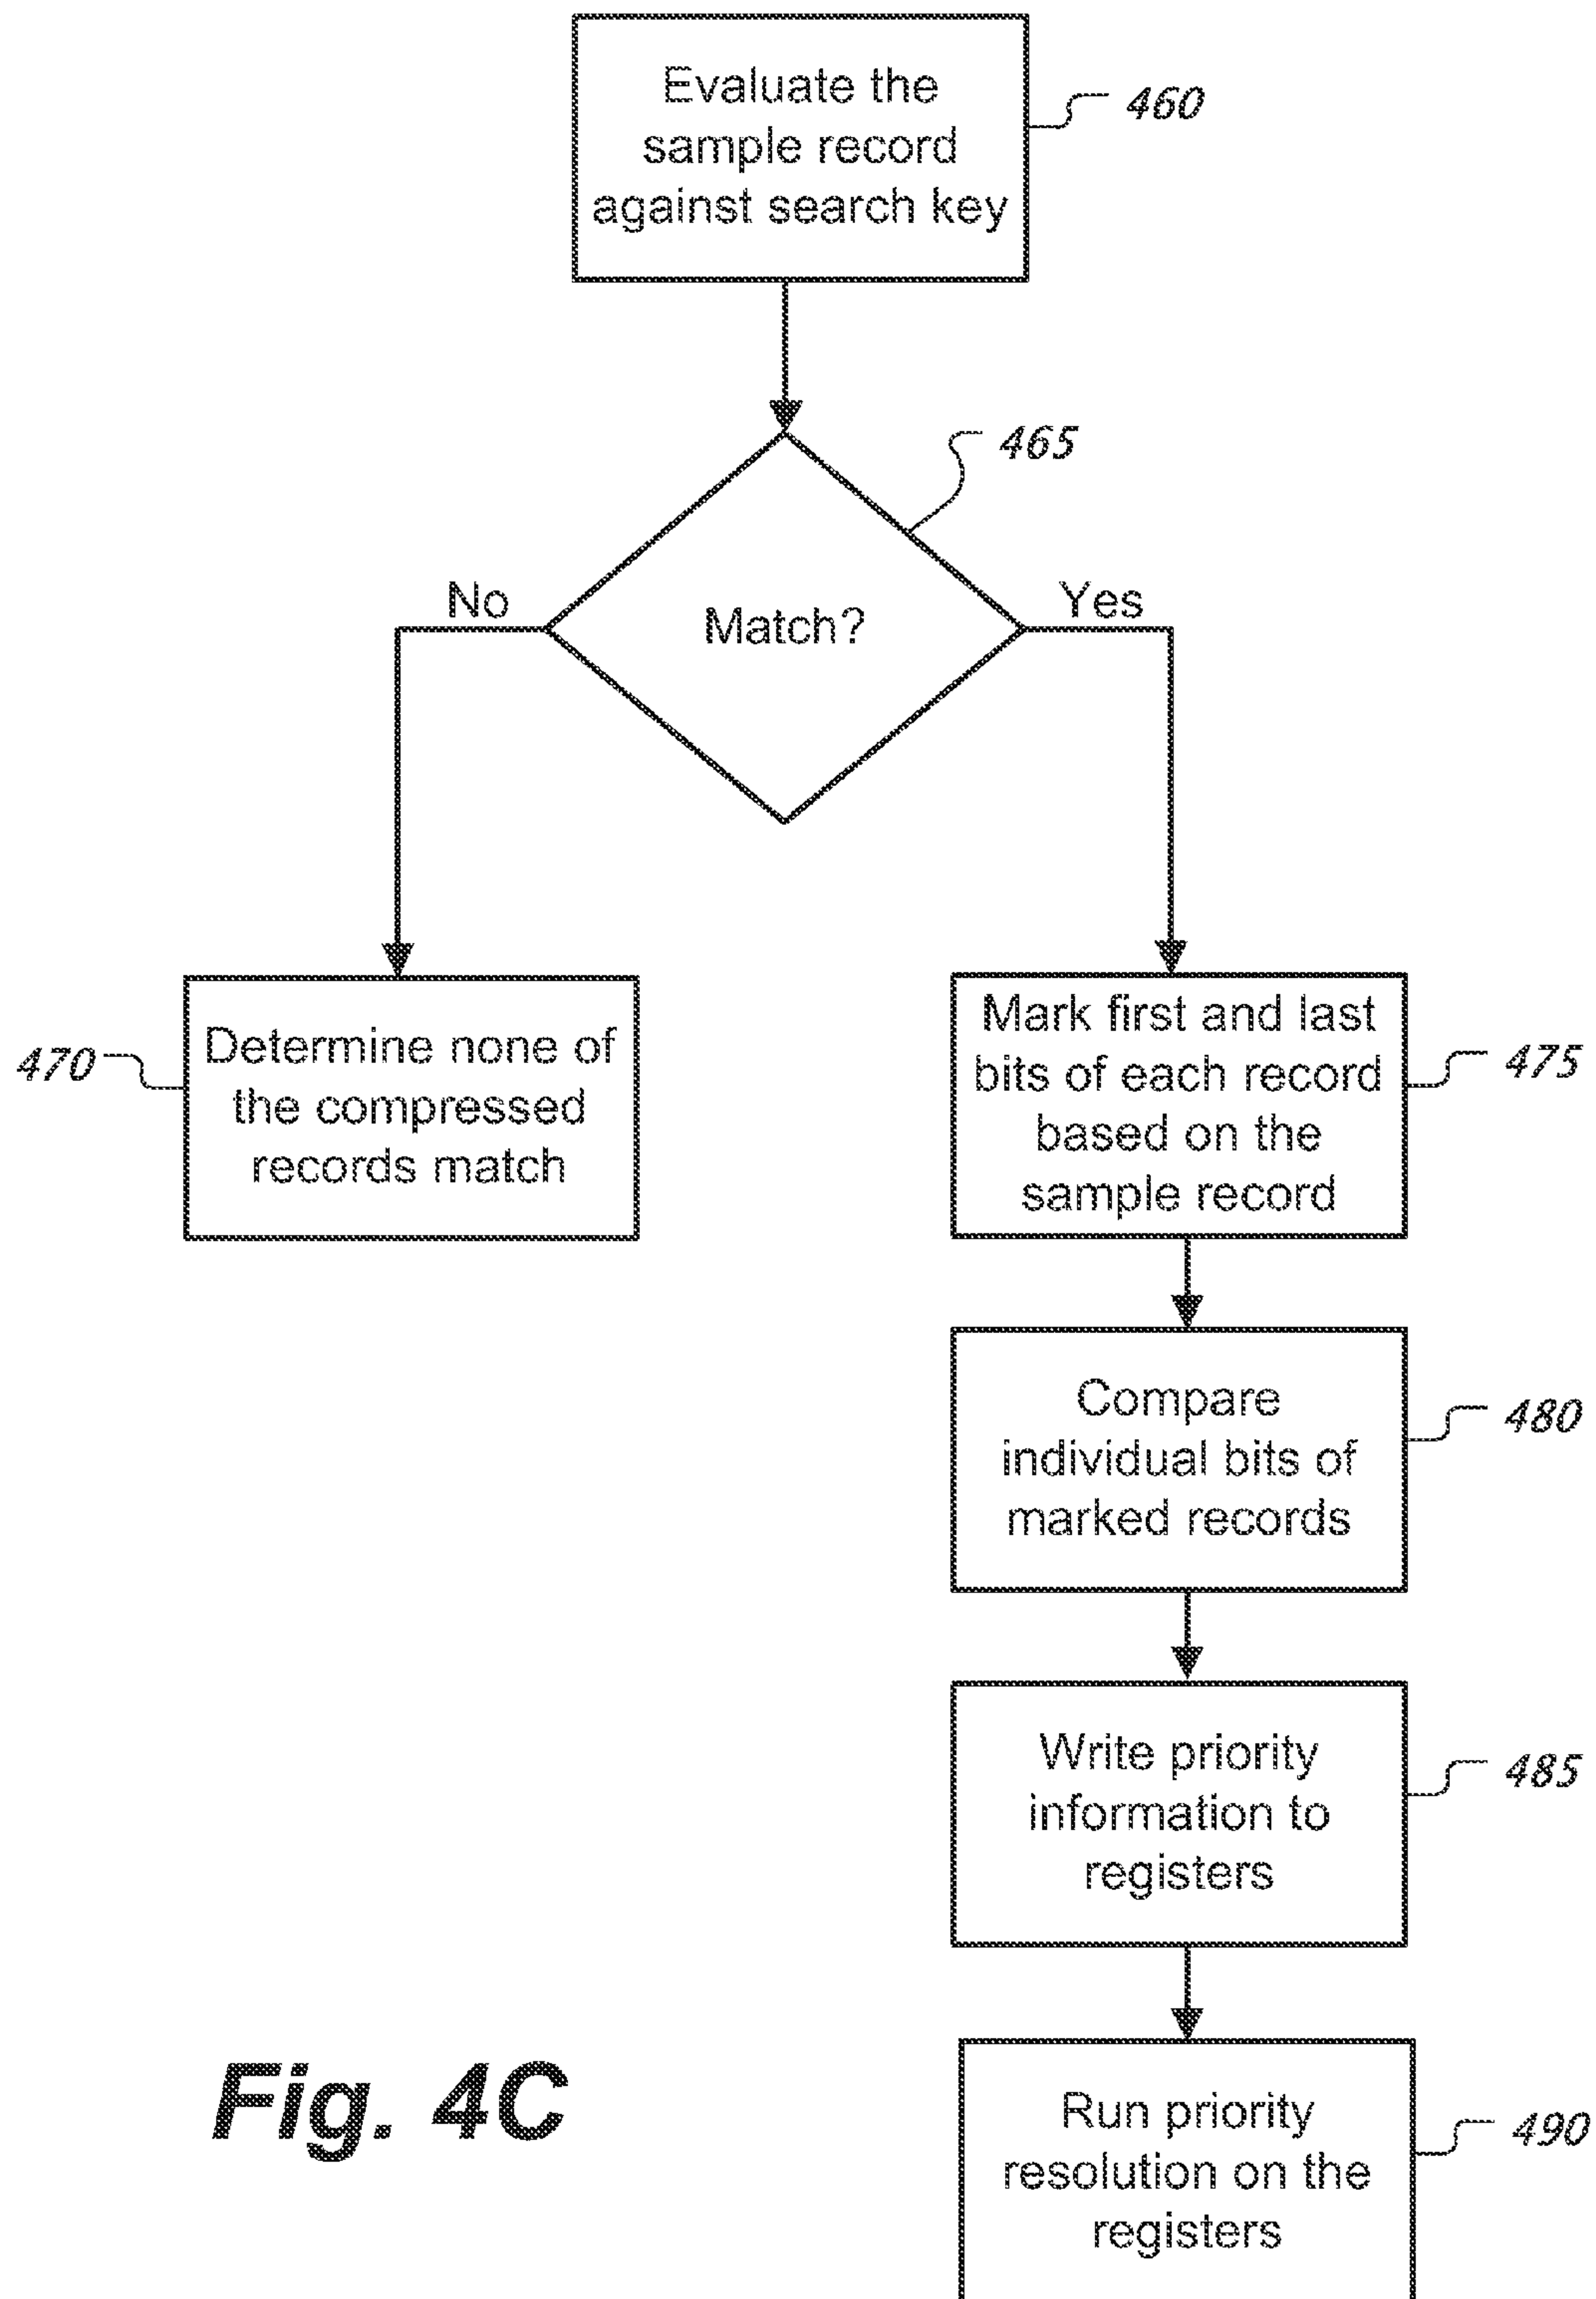 Evaluate the
sample record
against search key
460
465
No
Match?
Yes
470
Determine none of
the compressed
records match
Mark first and last
bits of each record
based on the
sample record
475
Compare
individual bits of
marked records
480
Write priority
information to
registers
485
Run priority
resolution on the
registers
490
Fig. 4C